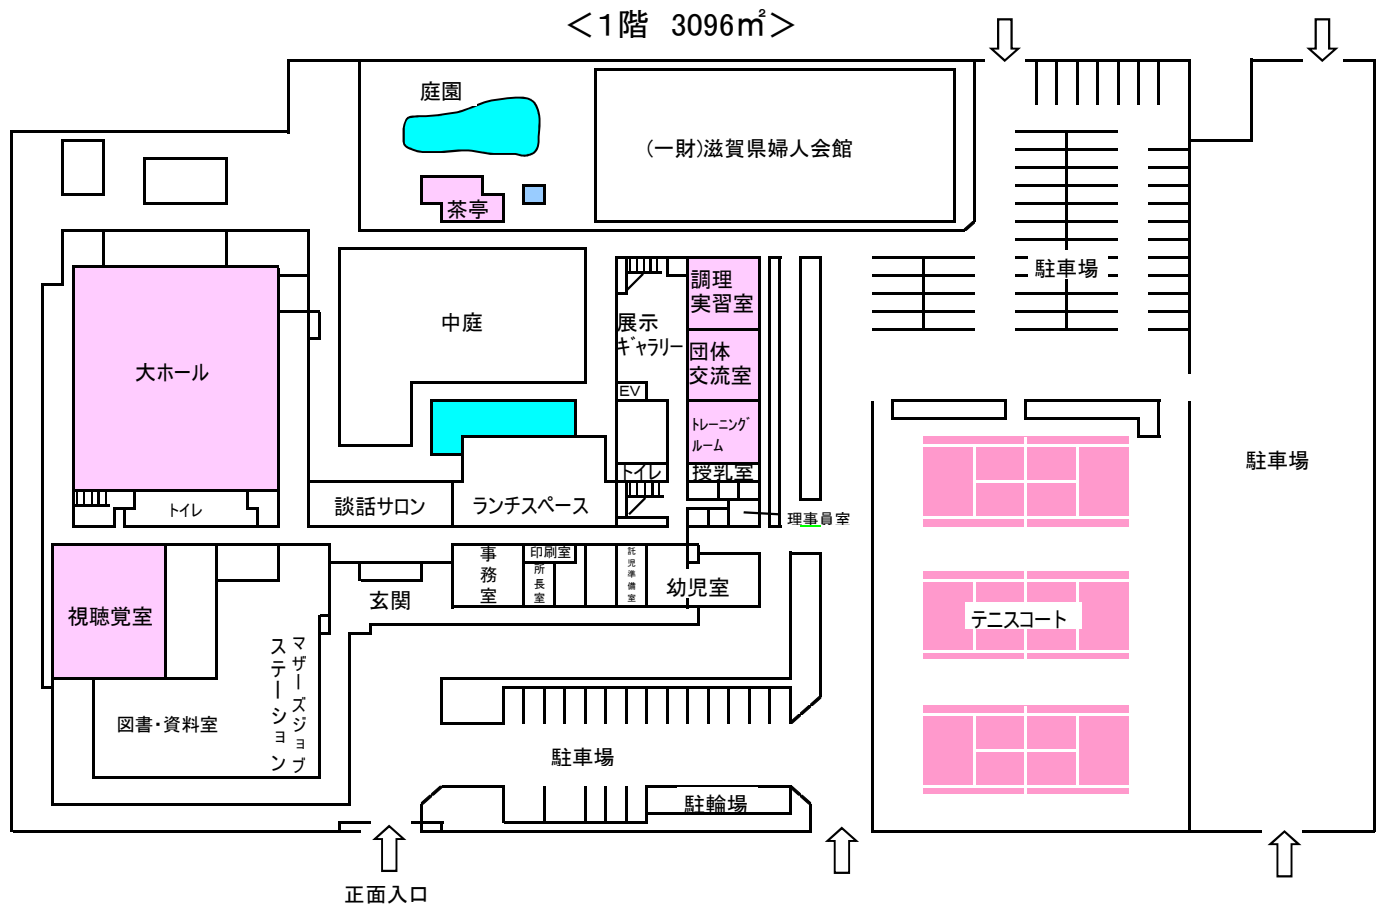 ＜１階　3096㎡＞
庭園
(一財)滋賀県婦人会館
茶亭
駐車場
調理
実習室
中庭
展示
ギャラリー
団体
交流室
大ホール
EV
トレーニング
ルーム
駐車場
トイレ
授乳室
談話サロン
ランチスペース
トイレ
理事員室
事務室
印刷室
所長室
託児準備室
幼児室
玄関
視聴覚室
テニスコート
マザーズジョブ
ステーション
図書・資料室
駐車場
駐輪場
正面入口